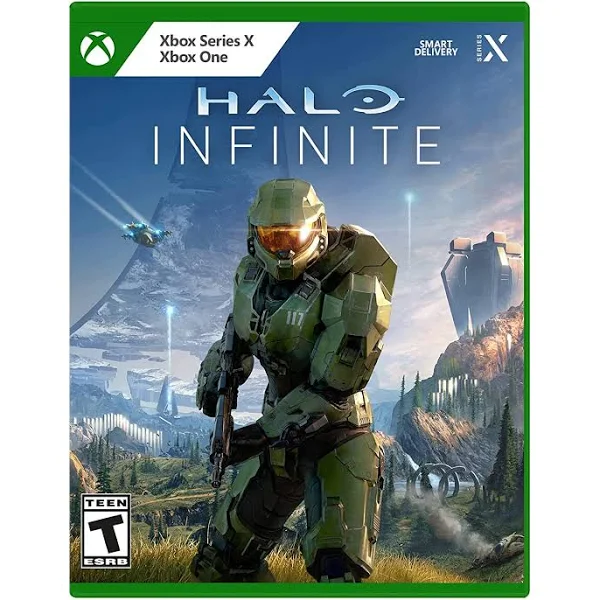 Xbox Series X
Xbox One
SMART
DELIVERY
SERIES
X
HALO
INFINITE
117
TEEN
T
ESRB